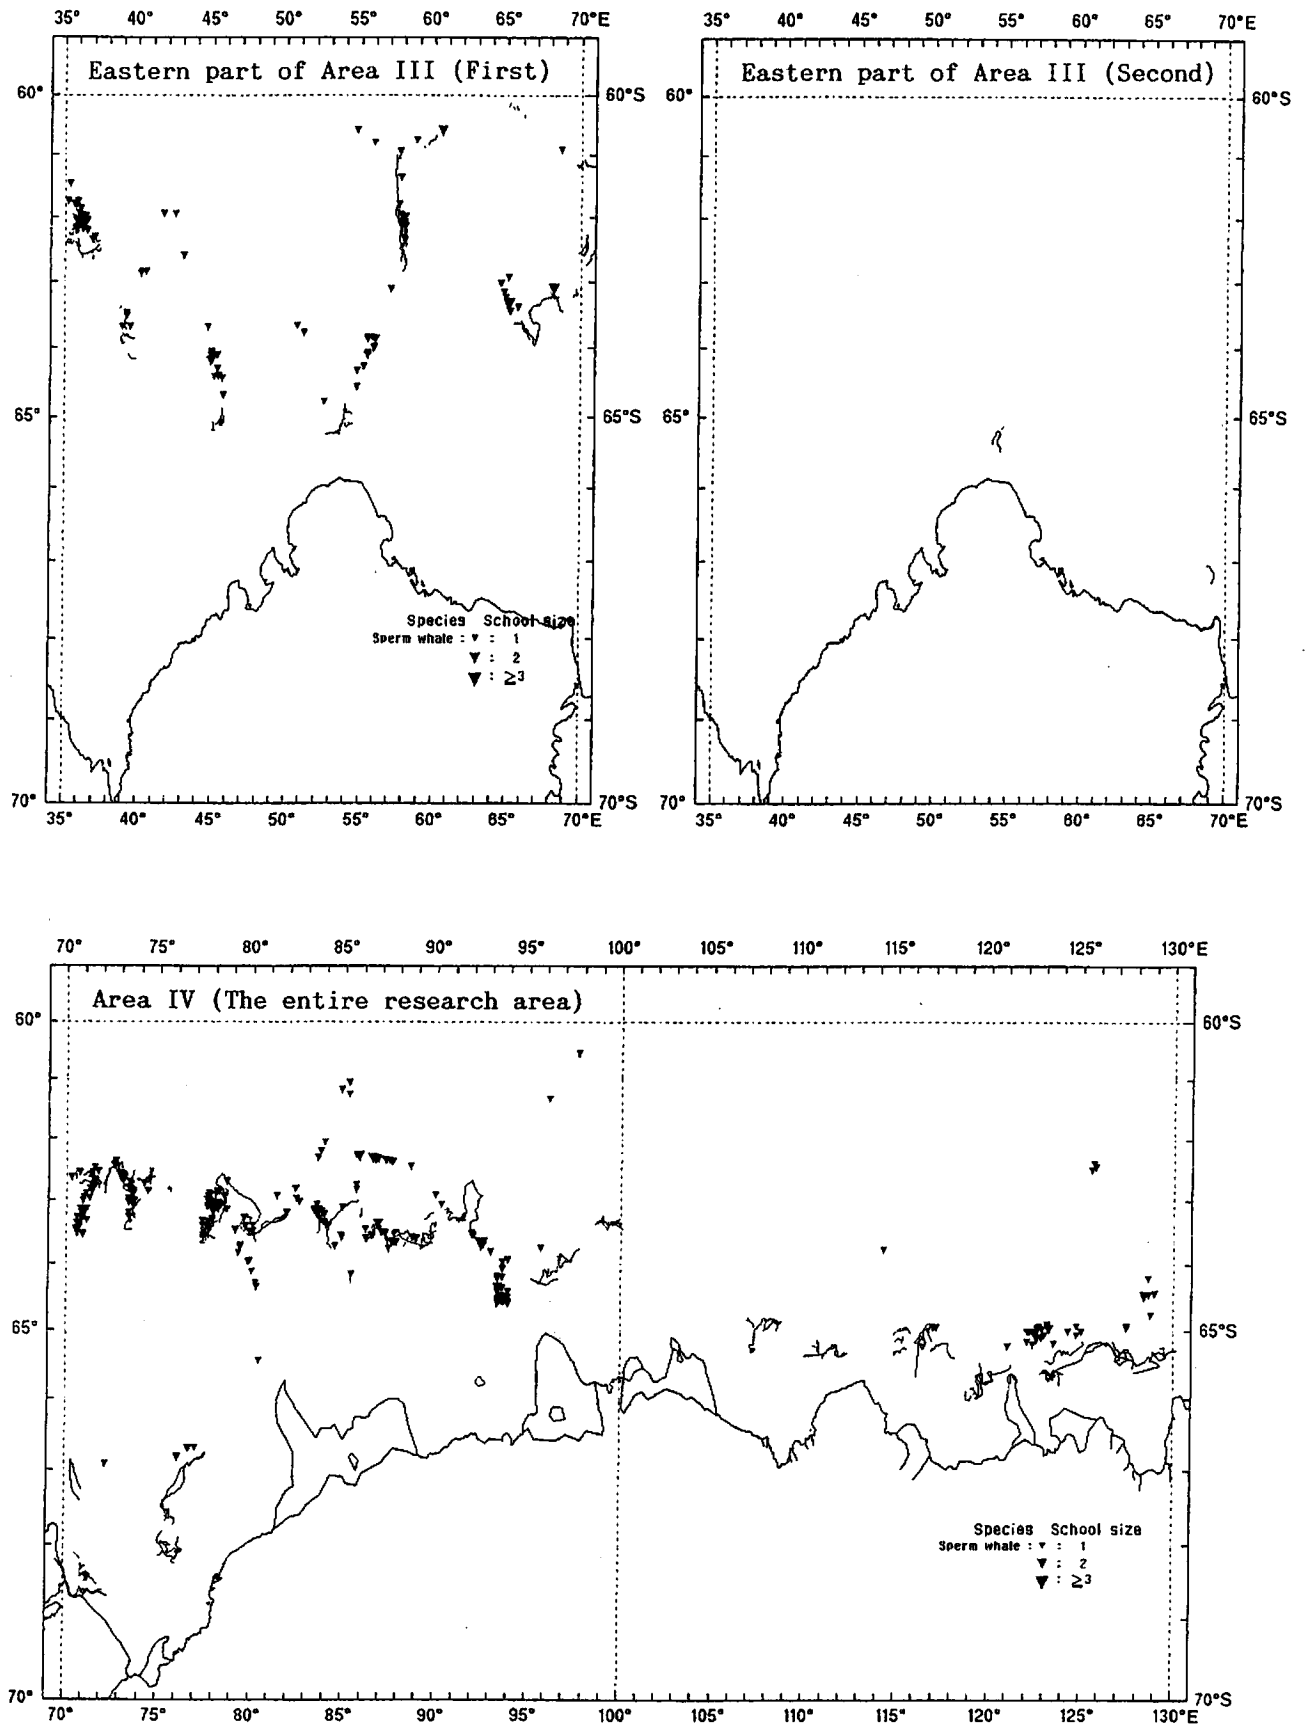 35° 40° 45° 50° 55° 60° 65° 70°E
Eastern part of Area III (First)
60° 60°S
65° 65°S
Species School size
Sperm whale : ▼ : 1
▼ : 2
▼ : ≥3
70° 70°S
35° 40° 45° 50° 55° 60° 65° 70°E
35° 40° 45° 50° 55° 60° 65° 70°E
Eastern part of Area III (Second)
60° 60°S
65° 65°S
70° 70°S
35° 40° 45° 50° 55° 60° 65° 70°E
70° 75° 80° 85° 90° 95° 100° 105° 110° 115° 120° 125° 130°E
Area IV (The entire research area)
60° 60°S
65° 65°S
Species School size
Sperm whale : ▼ : 1
▼ : 2
▼ : ≥3
70° 70°S
70° 75° 80° 85° 90° 95° 100° 105° 110° 115° 120° 125° 130°E